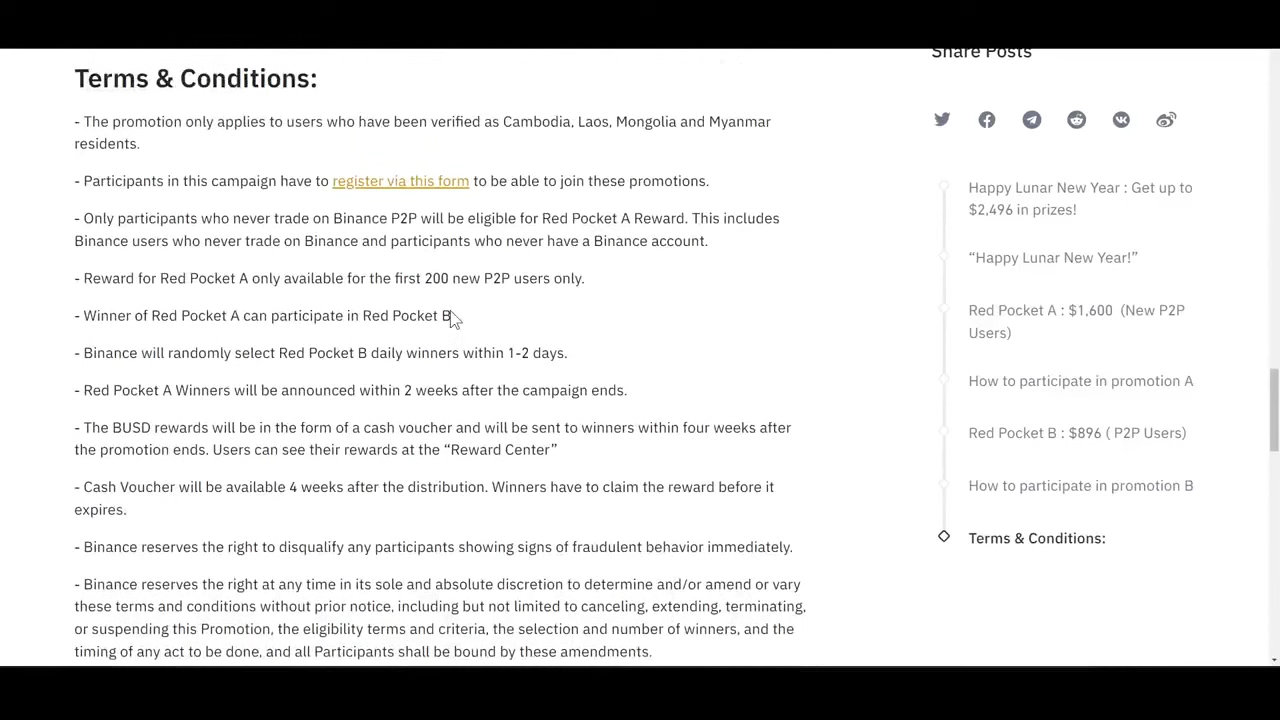 Share Posts
Terms & Conditions:
- The promotion only applies to users who have been verified as Cambodia, Laos, Mongolia and Myanmar
residents.
- Participants in this campaign have to register via this form to be able to join these promotions.
- Only participants who never trade on Binance P2P will be eligible for Red Pocket A Reward. This includes
Binance users who never trade on Binance and participants who never have a Binance account.
- Reward for Red Pocket A only available for the first 200 new P2P users only.
- Winner of Red Pocket A can participate in Red Pocket B
- Binance will randomly select Red Pocket B daily winners within 1-2 days.
- Red Pocket A Winners will be announced within 2 weeks after the campaign ends.
- The BUSD rewards will be in the form of a cash voucher and will be sent to winners within four weeks after
the promotion ends. Users can see their rewards at the “Reward Center”
- Cash Voucher will be available 4 weeks after the distribution. Winners have to claim the reward before it
expires.
- Binance reserves the right to disqualify any participants showing signs of fraudulent behavior immediately.
- Binance reserves the right at any time in its sole and absolute discretion to determine and/or amend or vary
these terms and conditions without prior notice, including but not limited to canceling, extending, terminating,
or suspending this Promotion, the eligibility terms and criteria, the selection and number of winners, and the
timing of any act to be done, and all Participants shall be bound by these amendments.
Happy Lunar New Year : Get up to
$2,496 in prizes!
“Happy Lunar New Year!”
Red Pocket A : $1,600 (New P2P
Users)
How to participate in promotion A
Red Pocket B : $896 ( P2P Users)
How to participate in promotion B
Terms & Conditions: